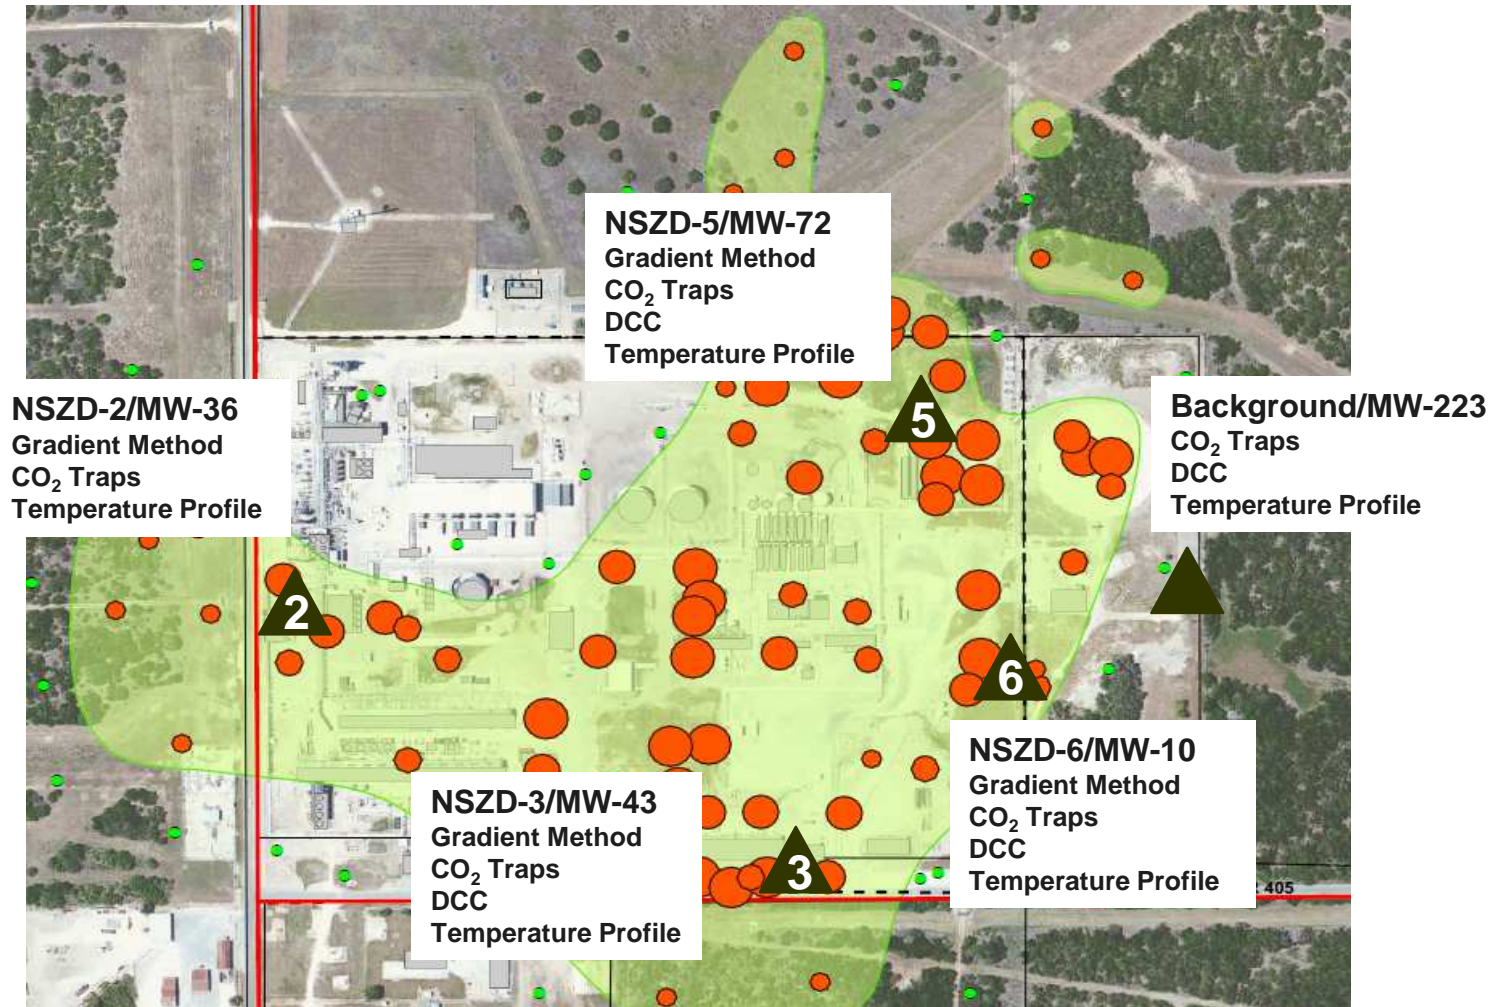 NSZD-5/MW-72
Gradient Method
CO₂ Traps
DCC
Temperature Profile
NSZD-2/MW-36
Gradient Method
CO₂ Traps
Temperature Profile
Background/MW-223
CO₂ Traps
DCC
Temperature Profile
5
2
6
NSZD-6/MW-10
Gradient Method
CO₂ Traps
DCC
Temperature Profile
NSZD-3/MW-43
Gradient Method
CO₂ Traps
DCC
Temperature Profile
3
405